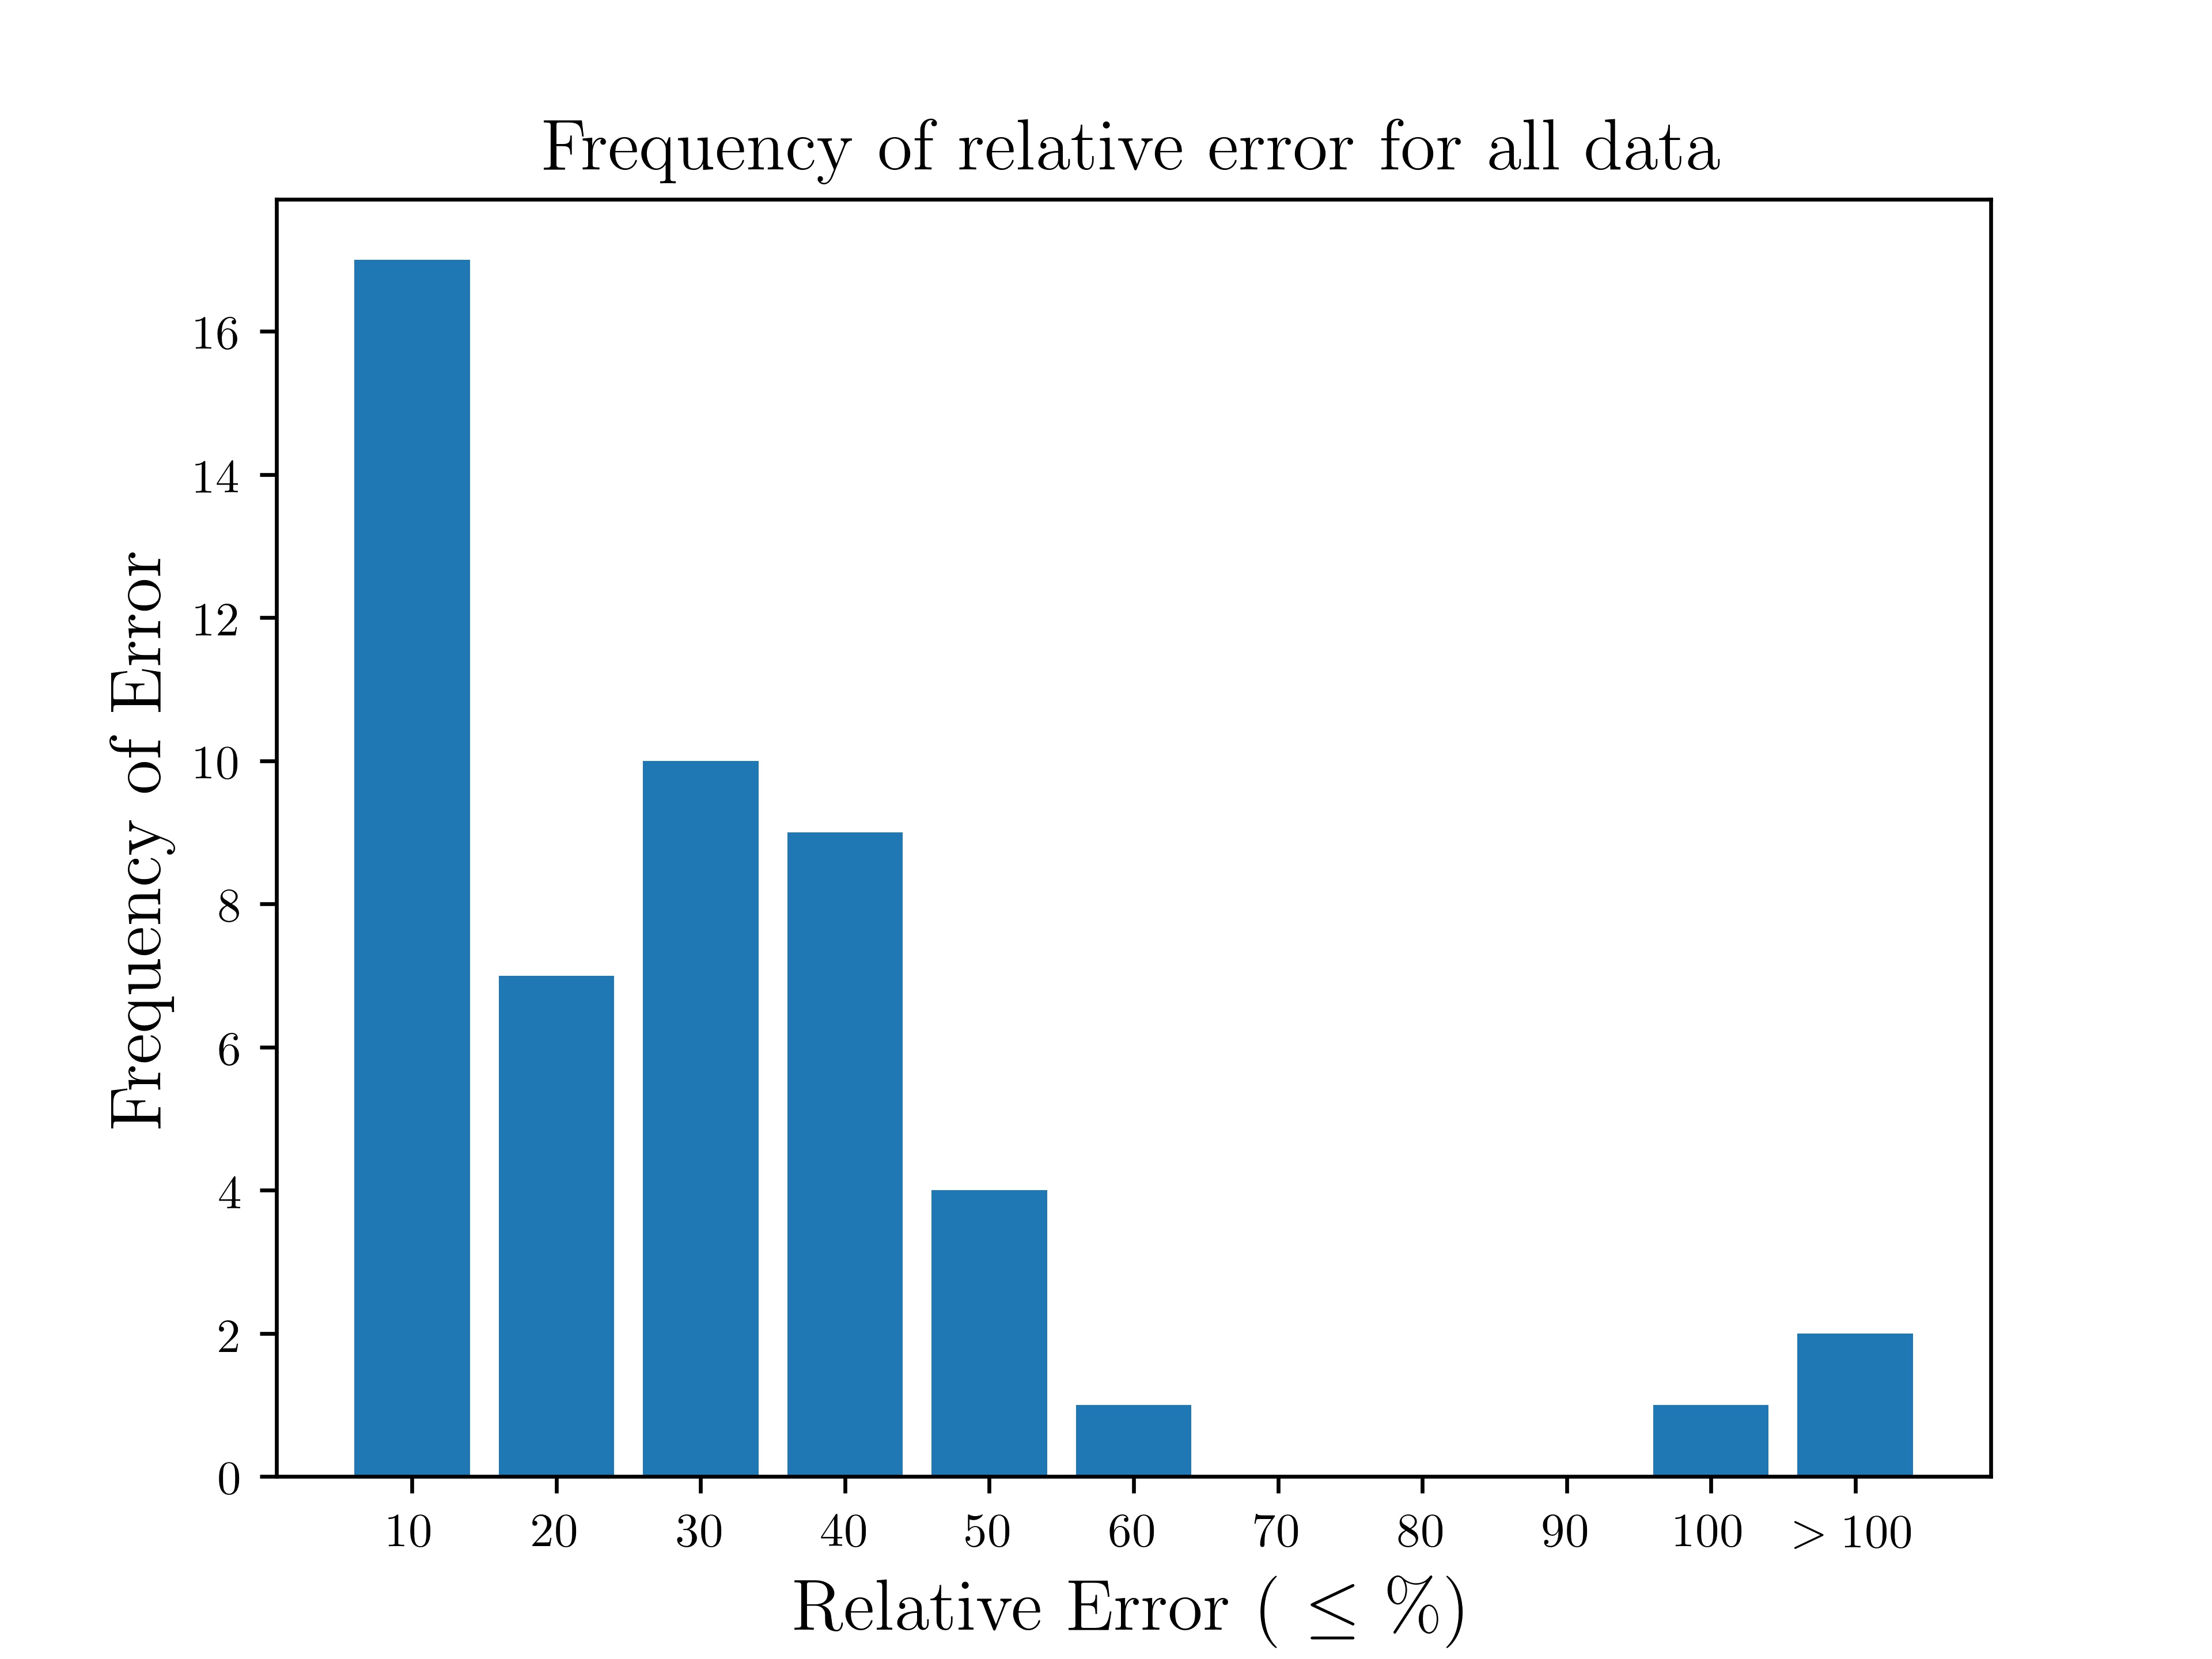 Frequency of relative error for all data
Frequency of Error
16
14
12
10
8
6
4
2
0
10 20 30 40 50 60 70 80 90 100 > 100
Relative Error ( ≤ %)